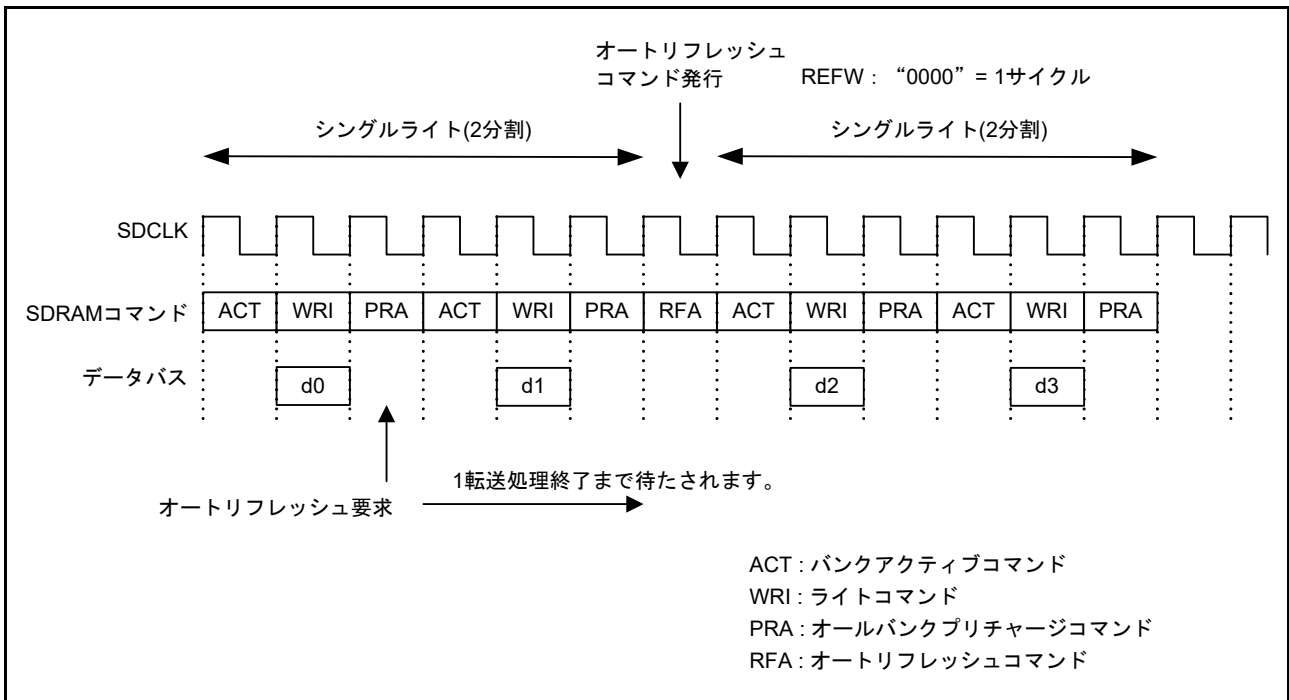 オートリフレッシュ
コマンド発行
REFW : “0000” = 1サイクル
シングルライト(2分割)
シングルライト(2分割)
SDCLK
SDRAMコマンド ACT WRI PRA ACT WRI PRA RFA ACT WRI PRA ACT WRI PRA
データバス d0 d1 d2 d3
1転送処理終了まで待たされます。
オートリフレッシュ要求
ACT : バンクアクティブコマンド
WRI : ライトコマンド
PRA : オールバンクプリチャージコマンド
RFA : オートリフレッシュコマンド